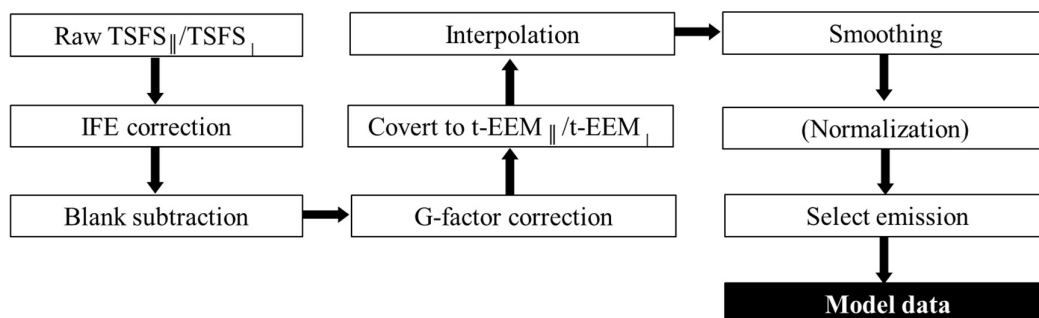 Raw TSFS∥/TSFS⊥
IFE correction
Blank subtraction
G-factor correction
Covert to t-EEM∥/t-EEM⊥
Interpolation
Smoothing
(Normalization)
Select emission
Model data